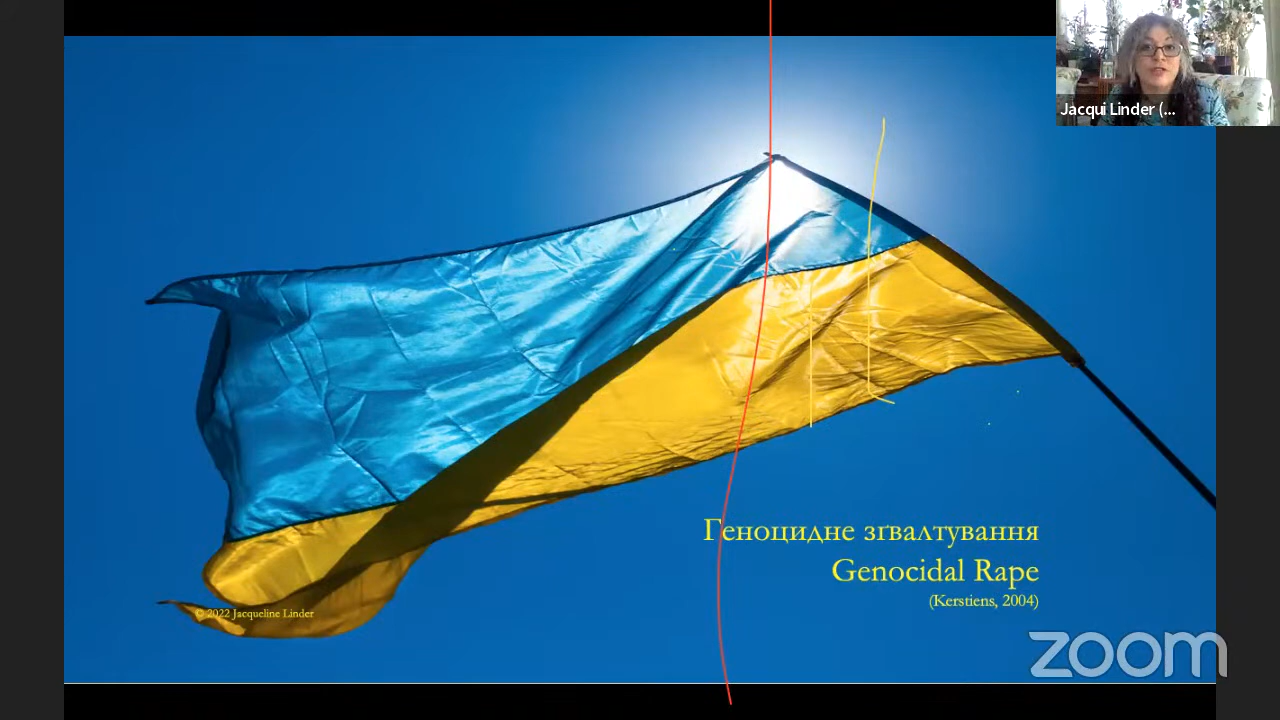 Jacqui Linder (...
Геноцидне зґвалтування
Genocidal Rape
(Kerstiens, 2004)
© 2022 Jacqueline Linder
zoom